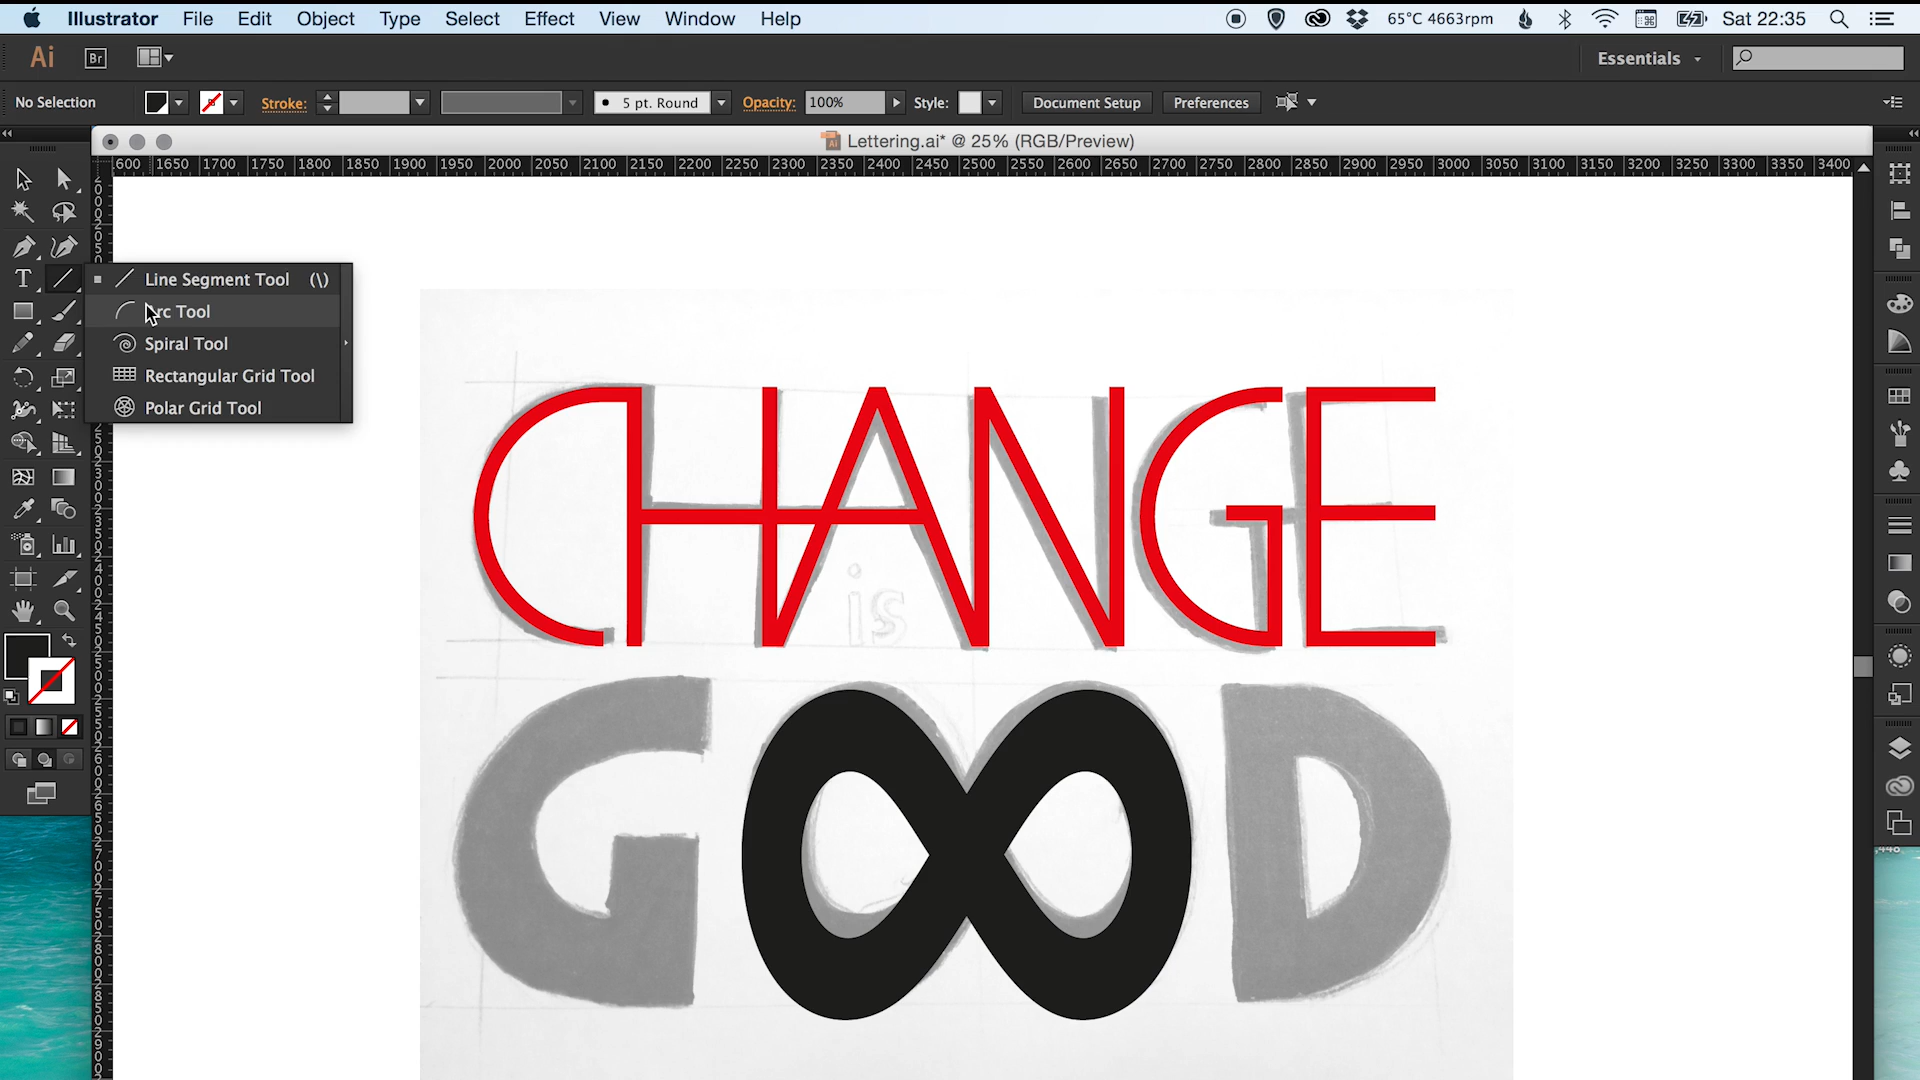 Illustrator File Edit Object Type Select Effect View Window Help 65°C 4663rpm Sat 22:35
Ai Br Essentials
No Selection Stroke: 5 pt. Round Opacity: 100% Style: Document Setup Preferences
Lettering.ai* @ 25% (RGB/Preview)
600 1650 1700 1750 1800 1850 1900 1950 2000 2050 2100 2150 2200 2250 2300 2350 2400 2450 2500 2550 2600 2650 2700 2750 2800 2850 2900 2950 3000 3050 3100 3150 3200 3250 3300 3350 3400
Line Segment Tool (\)
Arc Tool
Spiral Tool
Rectangular Grid Tool
Polar Grid Tool
CHANGE
is
GOOD